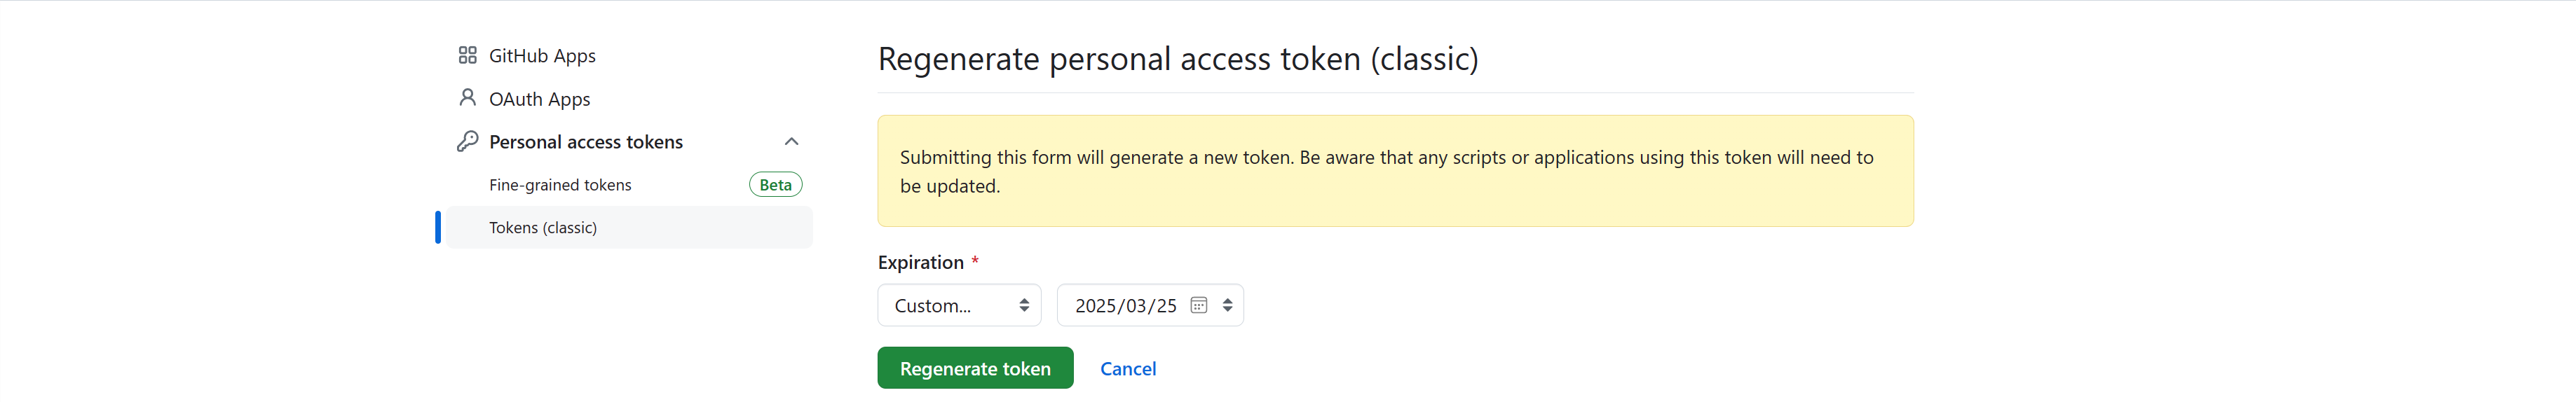 GitHub Apps
OAuth Apps
Personal access tokens
Fine-grained tokens Beta
Tokens (classic)
Regenerate personal access token (classic)
Submitting this form will generate a new token. Be aware that any scripts or applications using this token will need to
be updated.
Expiration *
Custom... 2025/03/25
Regenerate token Cancel